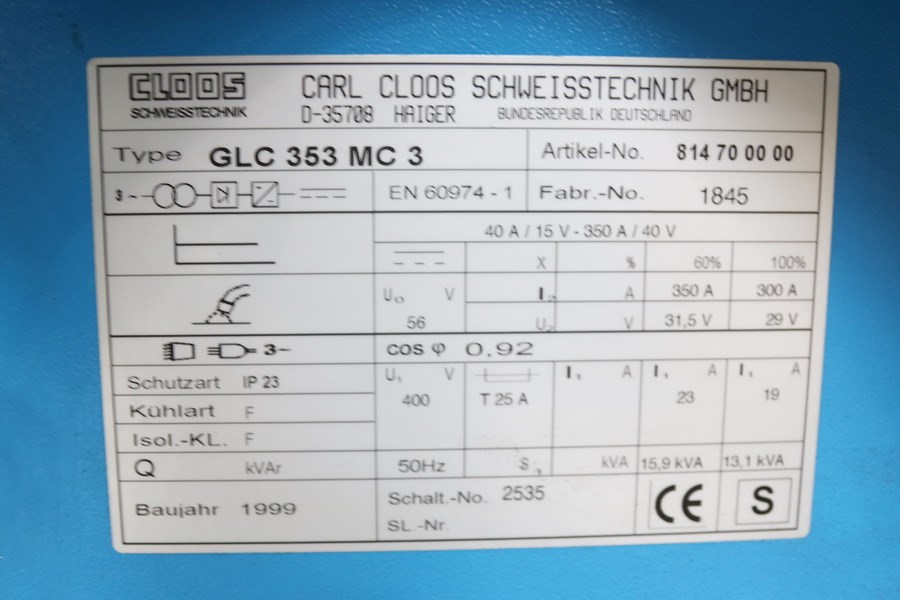 CLOOS
SCHWEISSTECHNIK
CARL CLOOS SCHWEISSTECHNIK GMBH
D-35708 HAIGER BUNDESREPUBLIK DEUTSCHLAND
Type GLC 353 MC 3 Artikel-No. 814 70 00 00
3~ EN 60974-1 Fabr.-No. 1845
40 A / 15 V - 350 A / 40 V
X % 60% 100%
U₀ V I₂ A 350 A 300 A
56 U₂ V 31,5 V 29 V
3~ cos φ 0,92
Schutzart IP 23 U₁ V I₁ A I₁ A I₁ A
400 T 25 A 23 19
Kühlart F
Isol.-KL. F
Q kVAr 50Hz S₁ kVA 15,9 kVA 13,1 kVA
Baujahr 1999 Schalt.-No. 2535 CE S
SL.-Nr.